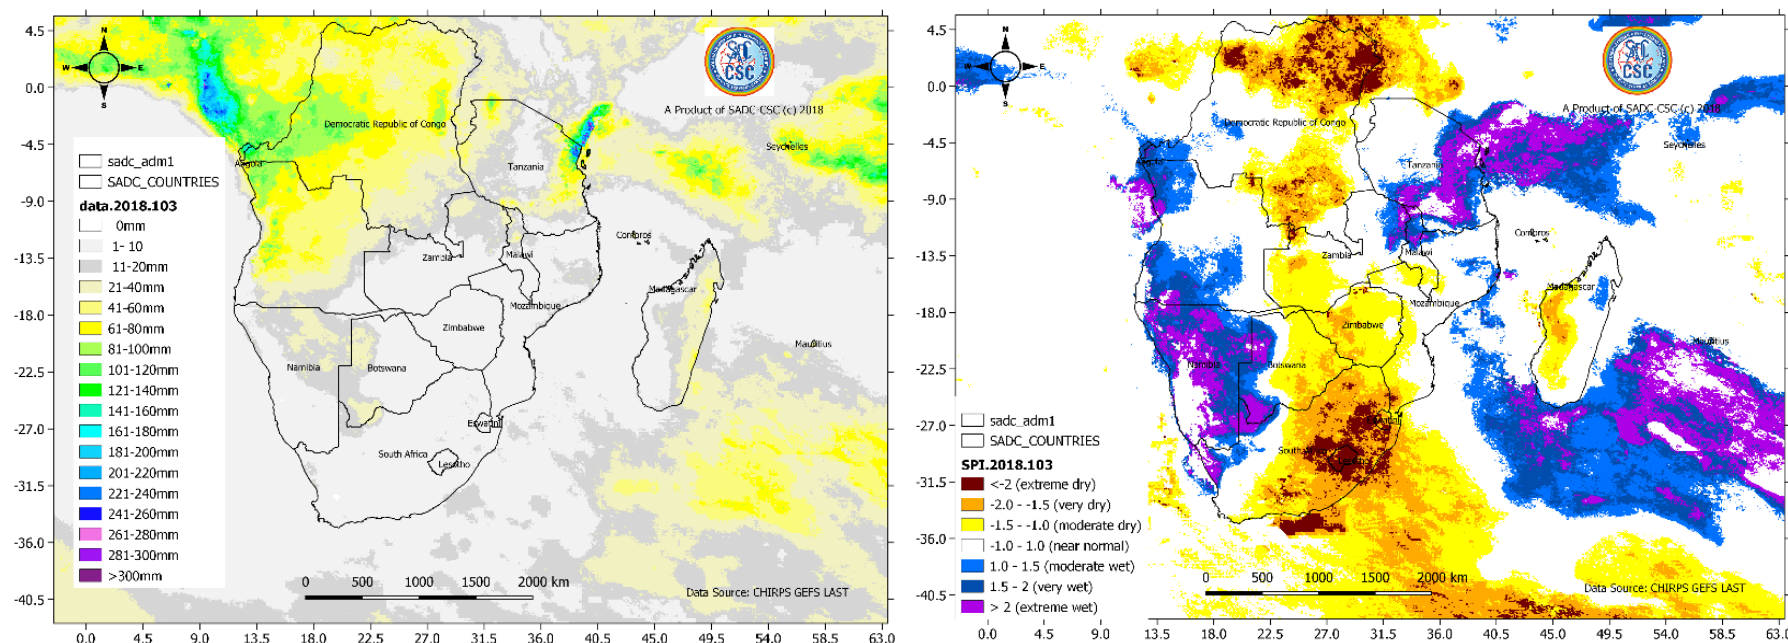 4.5
0.0
-4.5
-9.0
-13.5
-18.0
-22.5
-27.0
-31.5
-36.0
-40.5
N
W E
S
SADC
CSC
A Product of SADC-CSC (c) 2018
Democratic Republic of Congo
Angola
Tanzania
Seychelles
Comoros
Zambia
Malawi
Madagascar
Mozambique
Zimbabwe
Mauritius
Namibia
Botswana
Eswatini
South Africa
Lesotho
sadc_adm1
SADC_COUNTRIES
data.2018.103
0mm
1- 10
11-20mm
21-40mm
41-60mm
61-80mm
81-100mm
101-120mm
121-140mm
141-160mm
161-180mm
181-200mm
201-220mm
221-240mm
241-260mm
261-280mm
281-300mm
>300mm
0 500 1000 1500 2000 km
Data Source: CHIRPS GEFS LAST
0.0 4.5 9.0 13.5 18.0 22.5 27.0 31.5 36.0 40.5 45.0 49.5 54.0 58.5 63.0
4.5
0.0
-4.5
-9.0
-13.5
-18.0
-22.5
-27.0
-31.5
-36.0
-40.5
N
W E
S
CSC
A Product of SADC-CSC (c) 2018
Democratic Republic of Congo
Angola
Tanzania
Seychelles
Comoros
Zambia
Malawi
Madagascar
Mozambique
Zimbabwe
Mauritius
Namibia
Botswana
sadc_adm1
SADC_COUNTRIES
SPI.2018.103
<-2 (extreme dry)
-2.0 - -1.5 (very dry)
-1.5 - -1.0 (moderate dry)
-1.0 - 1.0 (near normal)
1.0 - 1.5 (moderate wet)
1.5 - 2 (very wet)
> 2 (extreme wet)
0 500 1000 1500 2000 km
Data Source: CHIRPS GEFS LAST
0.0 4.5 9.0 13.5 18.0 22.5 27.0 31.5 36.0 40.5 45.0 49.5 54.0 58.5 63.0